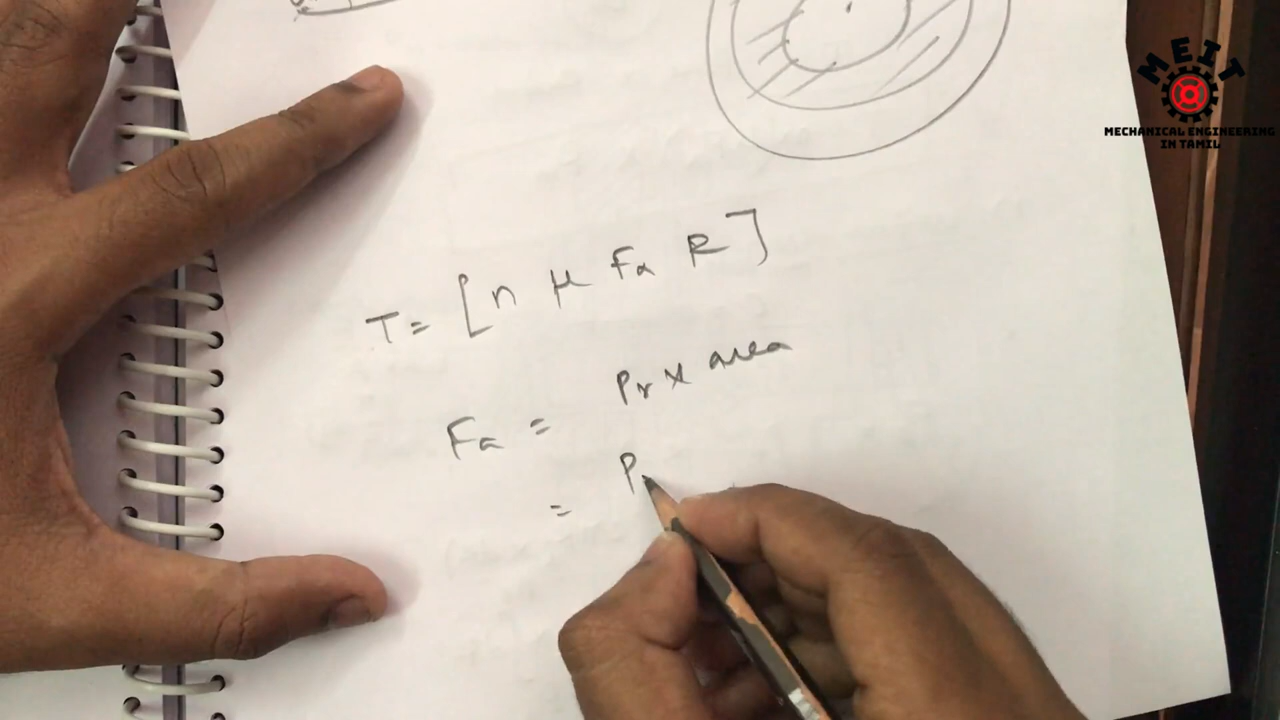 MEIT
MECHANICAL ENGINEERING
IN TAMIL
T= [n μ Fa R]
Fa = Pr x area
= P